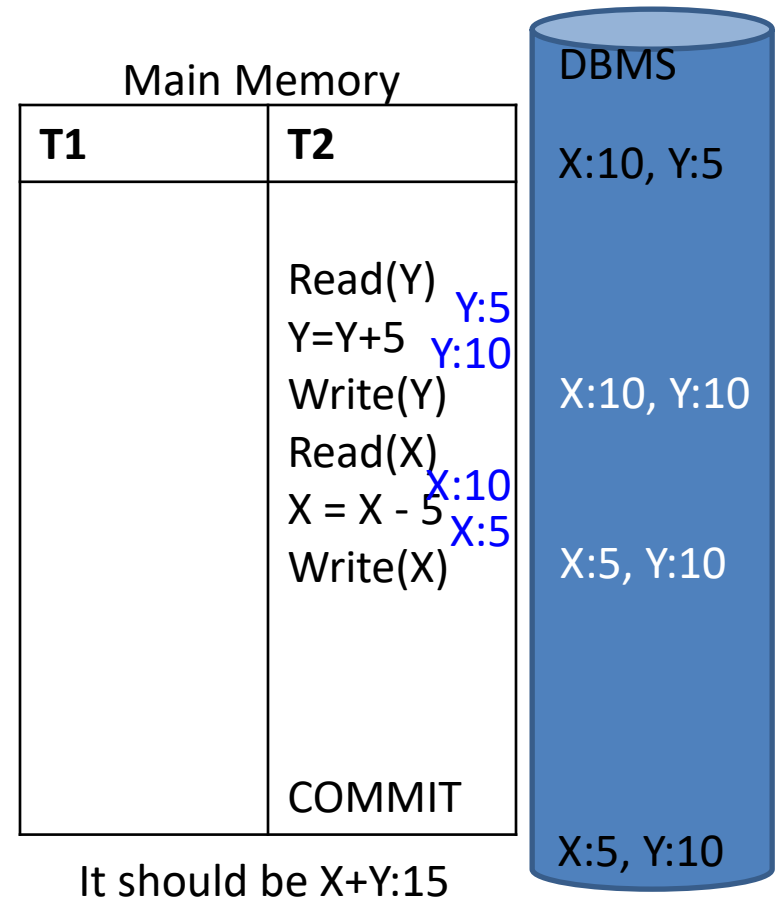 Main Memory
DBMS
T1 T2
X:10, Y:5
Read(Y)
Y:5
Y=Y+5
Y:10
Write(Y)
X:10, Y:10
Read(X)
X:10
X = X - 5
X:5
Write(X)
X:5, Y:10
COMMIT
X:5, Y:10
It should be X+Y:15